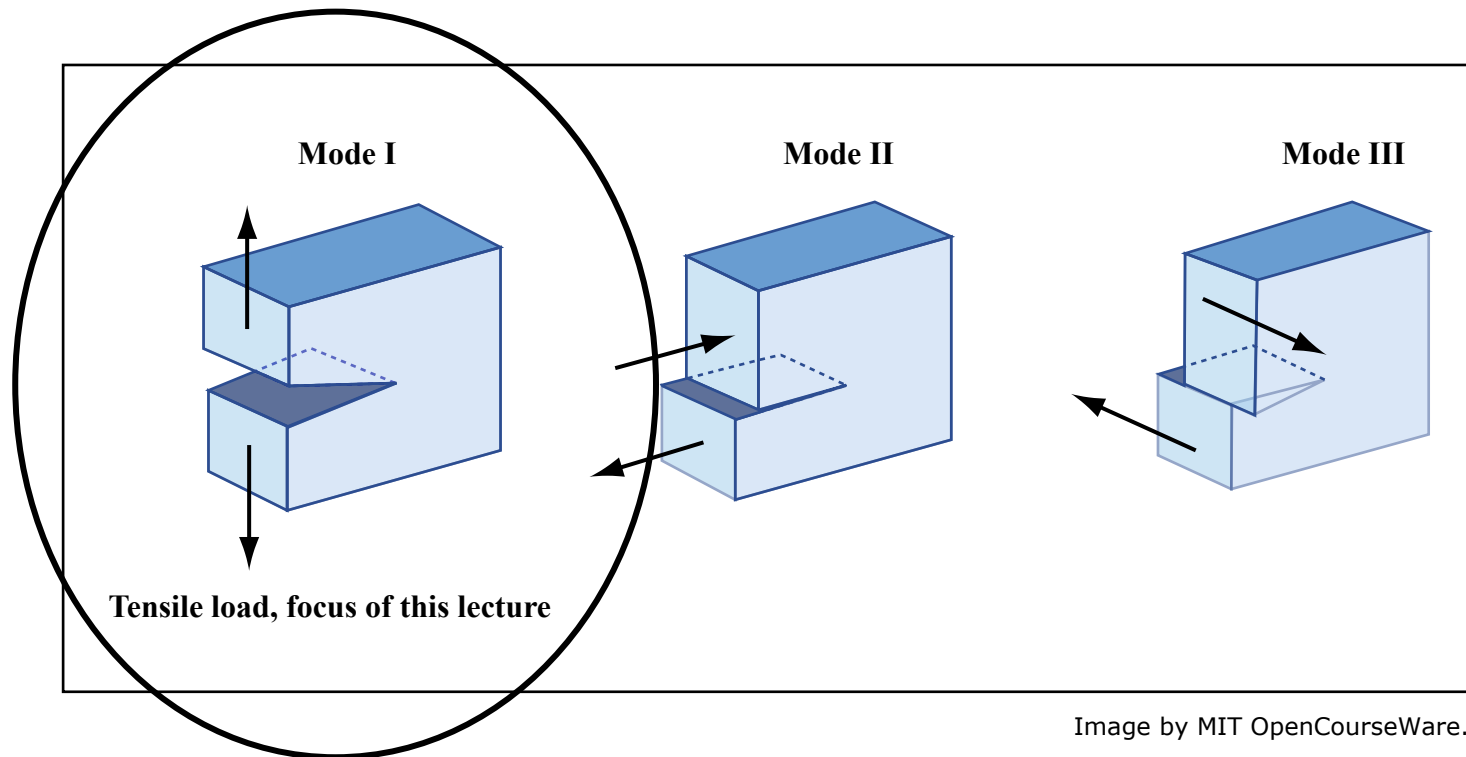 Mode I
Mode II
Mode III
Tensile load, focus of this lecture
Image by MIT OpenCourseWare.